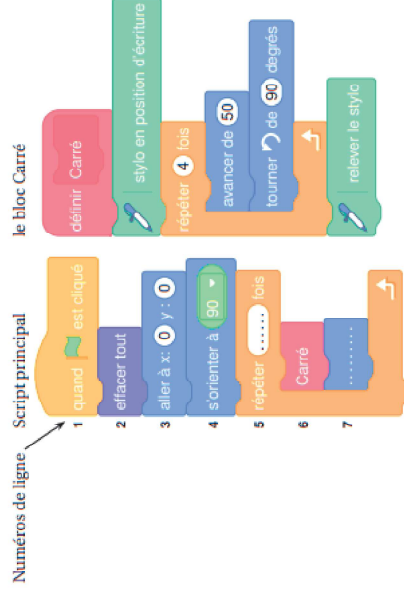 Numéros de ligne
Script principal
1 quand est cliqué
2 effacer tout
3 aller à x: 0 y: 0
4 s'orienter à 90
5 répéter ....... fois
6 Carré
7 .........
le bloc Carré
définir Carré
stylo en position d'écriture
répéter 4 fois
avancer de 50
tourner de 90 degrés
relever le stylo